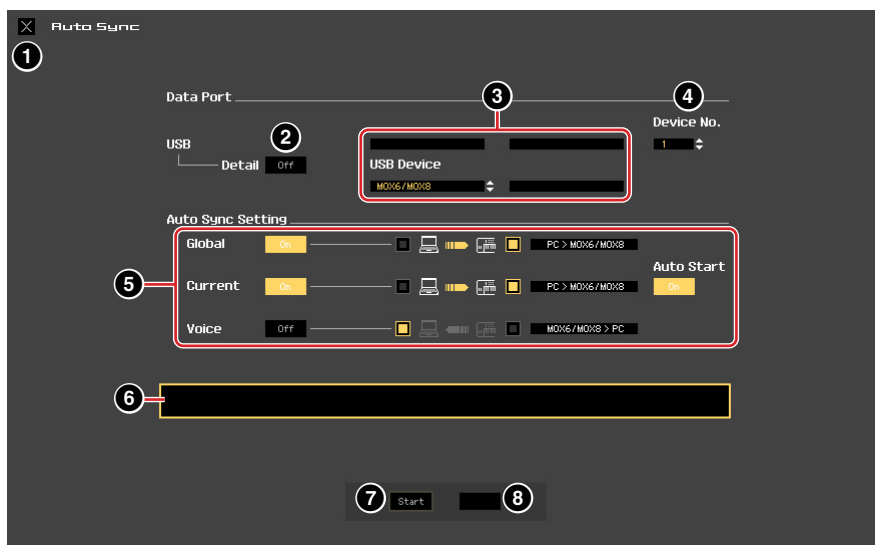 Auto Sync
1
Data Port
3
4
Device No.
USB
2
1
Detail
Off
USB Device
MOX6/MOX8
Auto Sync Setting
Global
On
PC > MOX6/MOX8
Auto Start
5
Current
On
PC > MOX6/MOX8
On
Voice
Off
MOX6/MOX8 > PC
6
7
Start
8